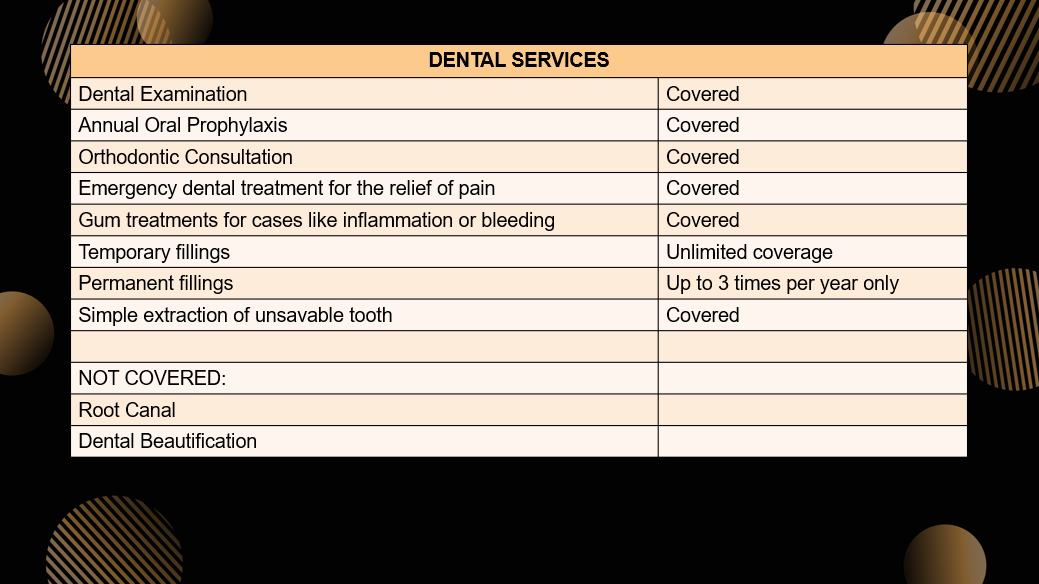 DENTAL SERVICES
Dental Examination Covered
Annual Oral Prophylaxis Covered
Orthodontic Consultation Covered
Emergency dental treatment for the relief of pain Covered
Gum treatments for cases like inflammation or bleeding Covered
Temporary fillings Unlimited coverage
Permanent fillings Up to 3 times per year only
Simple extraction of unsavable tooth Covered
NOT COVERED:
Root Canal
Dental Beautification